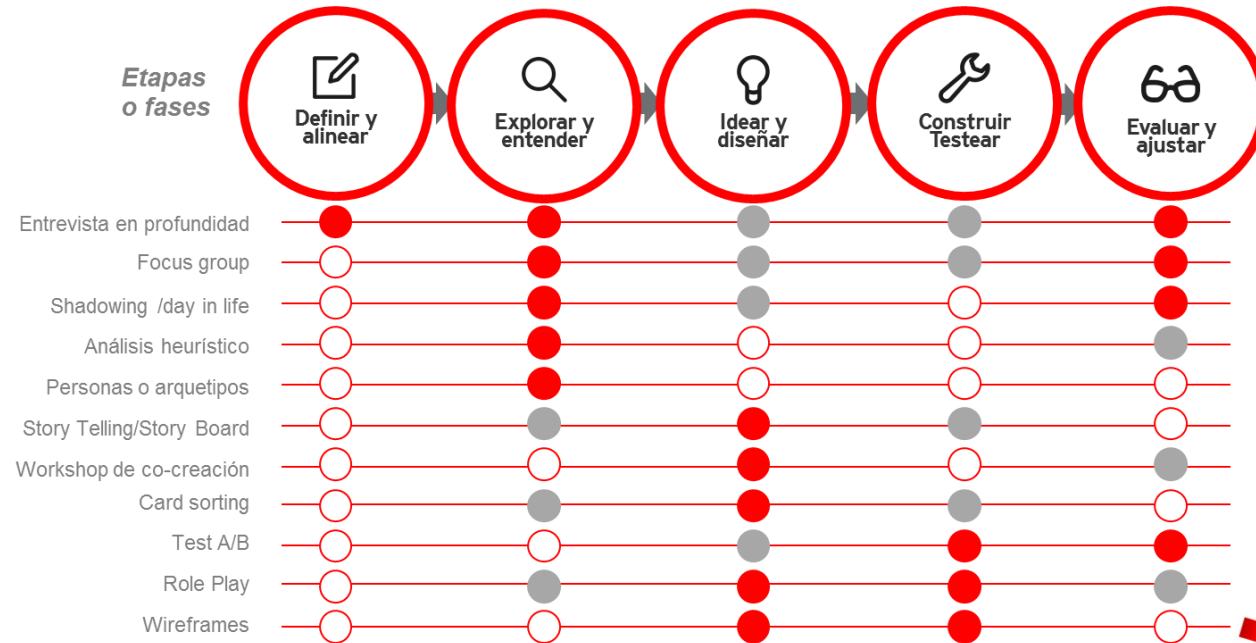 Etapas
o fases
Definir y
alinear
Explorar y
entender
Idear y
diseñar
Construir
Testear
Evaluar y
ajustar
Entrevista en profundidad
Focus group
Shadowing /day in life
Análisis heurístico
Personas o arquetipos
Story Telling/Story Board
Workshop de co-creación
Card sorting
Test A/B
Role Play
Wireframes